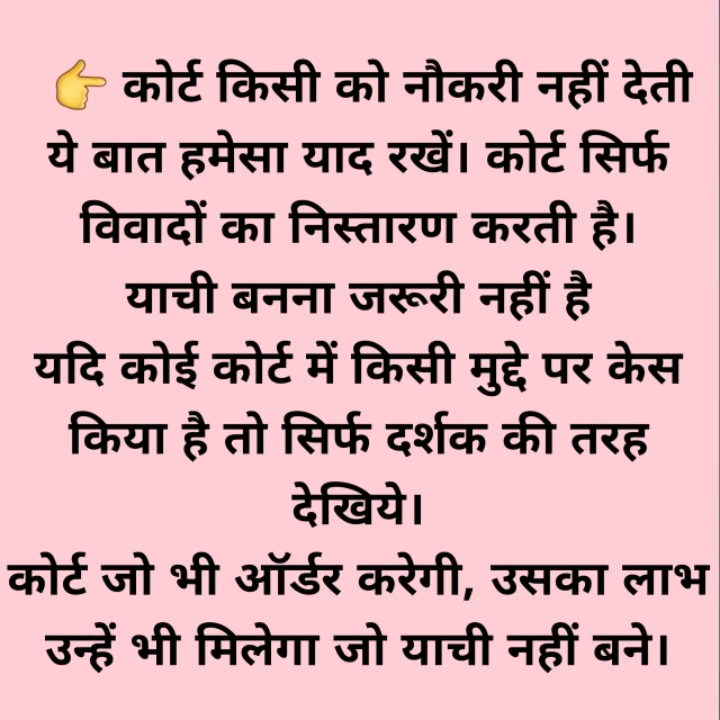 👉 कोर्ट किसी को नौकरी नहीं देती
ये बात हमेसा याद रखें। कोर्ट सिर्फ
विवादों का निस्तारण करती है।
याची बनना जरूरी नहीं है
यदि कोई कोर्ट में किसी मुद्दे पर केस
किया है तो सिर्फ दर्शक की तरह
देखिये।
कोर्ट जो भी ऑर्डर करेगी, उसका लाभ
उन्हें भी मिलेगा जो याची नहीं बने।